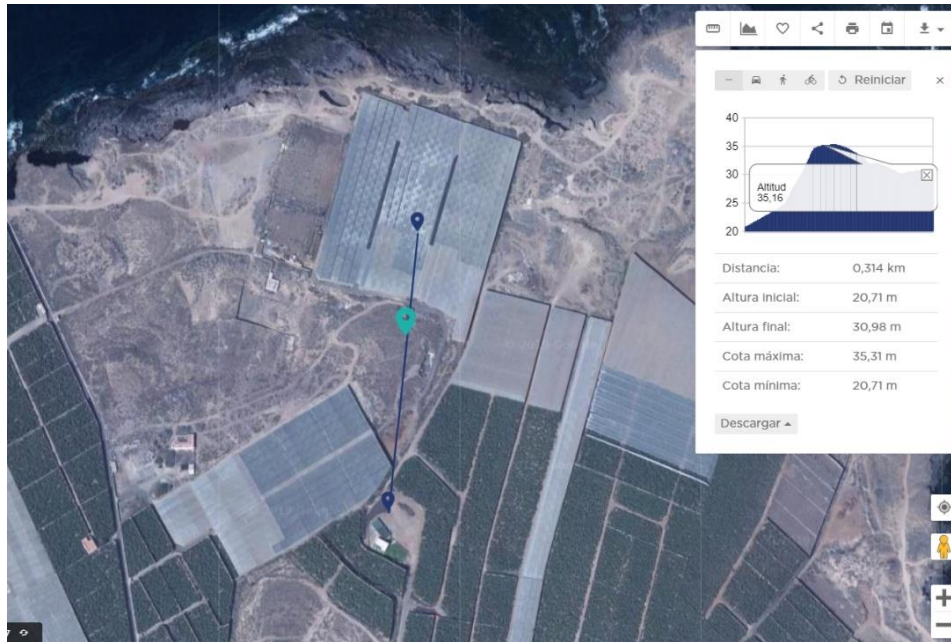 Reiniciar
40
35
30
25
20
Altitud
35,16
Distancia: 0,314 km
Altura inicial: 20,71 m
Altura final: 30,98 m
Cota máxima: 35,31 m
Cota mínima: 20,71 m
Descargar